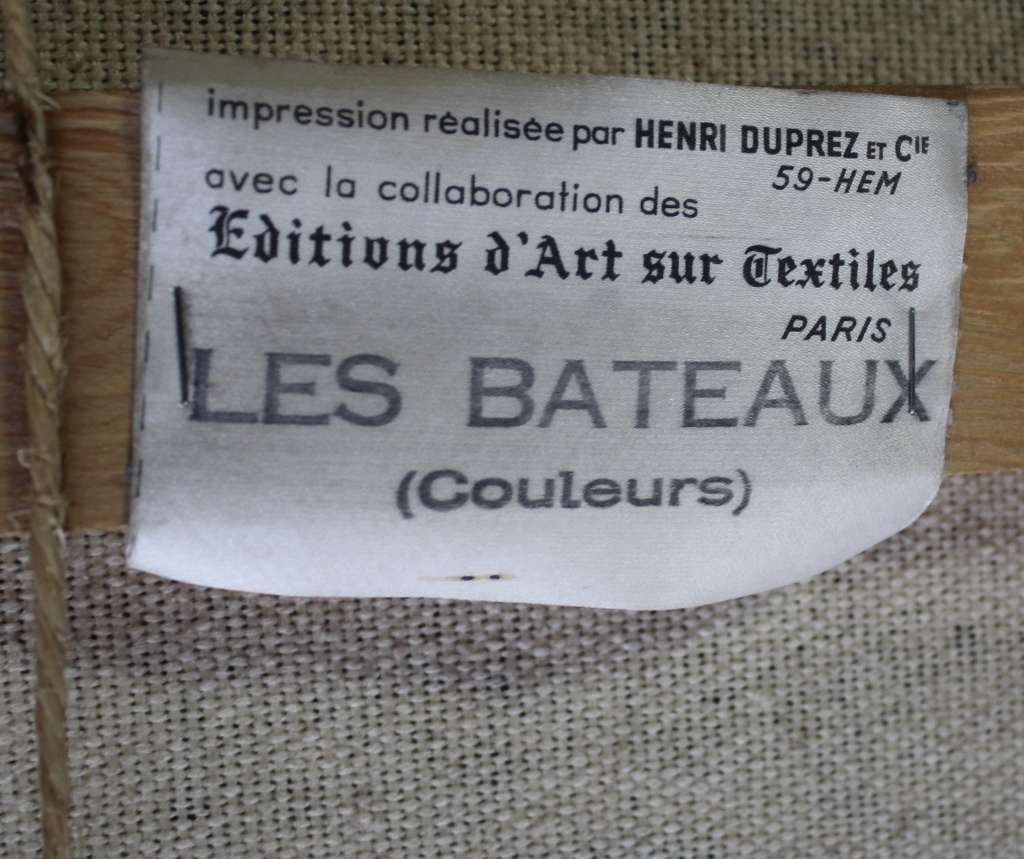 impression réalisée par HENRI DUPREZ ET CIE
59-HEM
avec la collaboration des
Editions d'Art sur Textiles
PARIS
LES BATEAUX
(Couleurs)